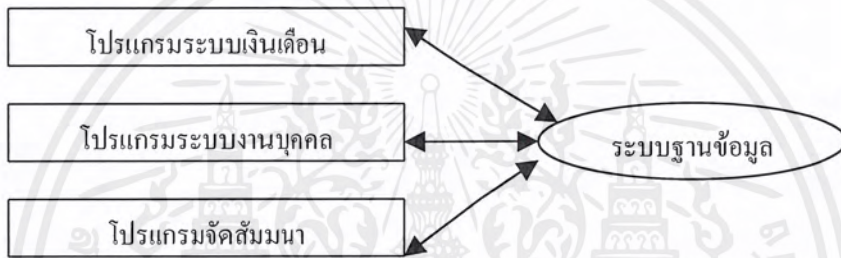 โปรแกรมระบบเงินเดือน
โปรแกรมระบบงานบุคคล
ระบบฐานข้อมูล
โปรแกรมจัดสัมมนา